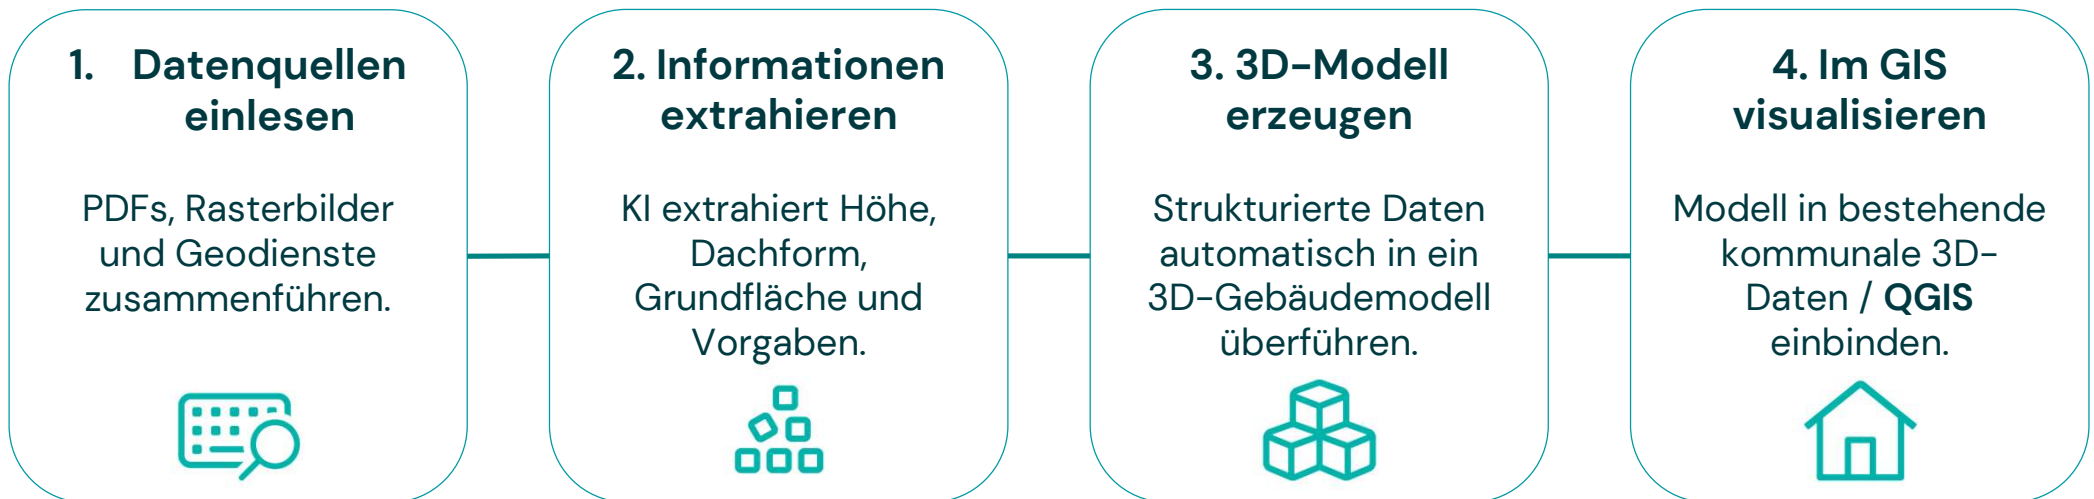 1. Datenquellen
einlesen
PDFs, Rasterbilder
und Geodienste
zusammenführen.
2. Informationen
extrahieren
KI extrahiert Höhe,
Dachform,
Grundfläche und
Vorgaben.
3. 3D-Modell
erzeugen
Strukturierte Daten
automatisch in ein
3D-Gebäudemodell
überführen.
4. Im GIS
visualisieren
Modell in bestehende
kommunale 3D-
Daten / QGIS
einbinden.